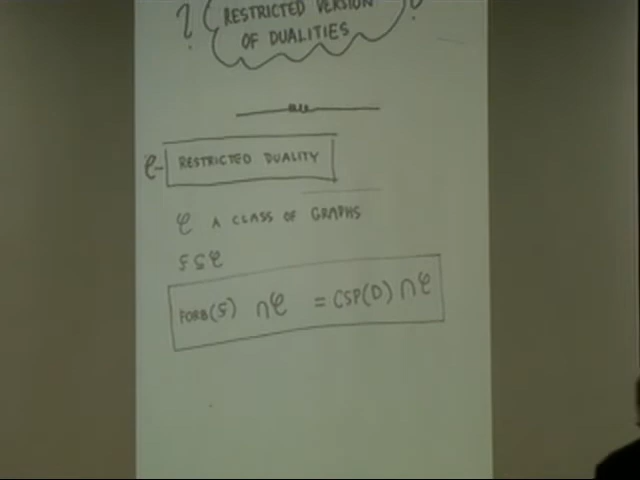 ? RESTRICTED VERSION ?
OF DUALITIES
𝒞- RESTRICTED DUALITY
𝒞 A CLASS OF GRAPHS
ℱ ⊆ 𝒞
FORB(ℱ) ∩ 𝒞 = CSP(D) ∩ 𝒞